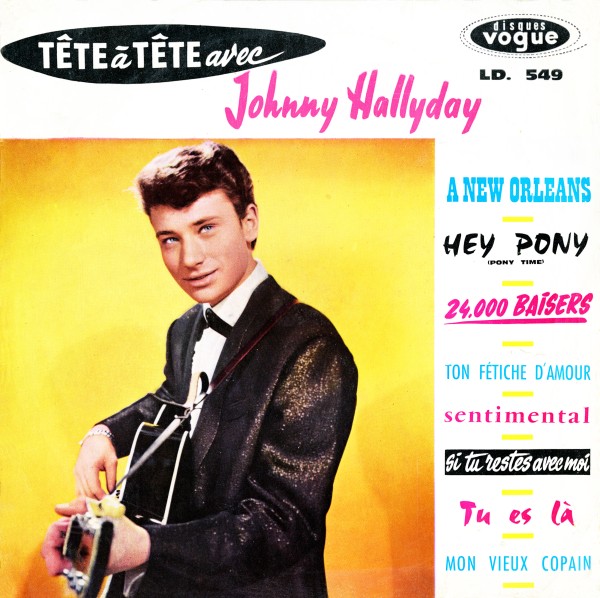 TÊTE à TÊTE avec
Johnny Hallyday
disques
vogue
LD. 549
A NEW ORLEANS
HEY PONY
(PONY TIME)
24.000 BAISERS
TON FÉTICHE D'AMOUR
sentimental
si tu restes avec moi
Tu es là
MON VIEUX COPAIN